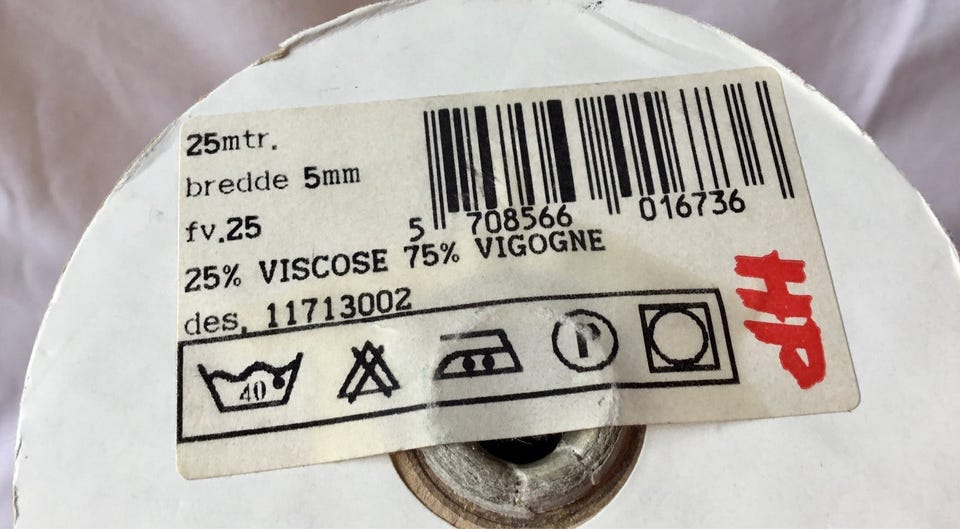 25mtr.
bredde 5mm
fv.25
5 708566 016736
25% VISCOSE 75% VIGOGNE
des. 11713002
40 P
HP